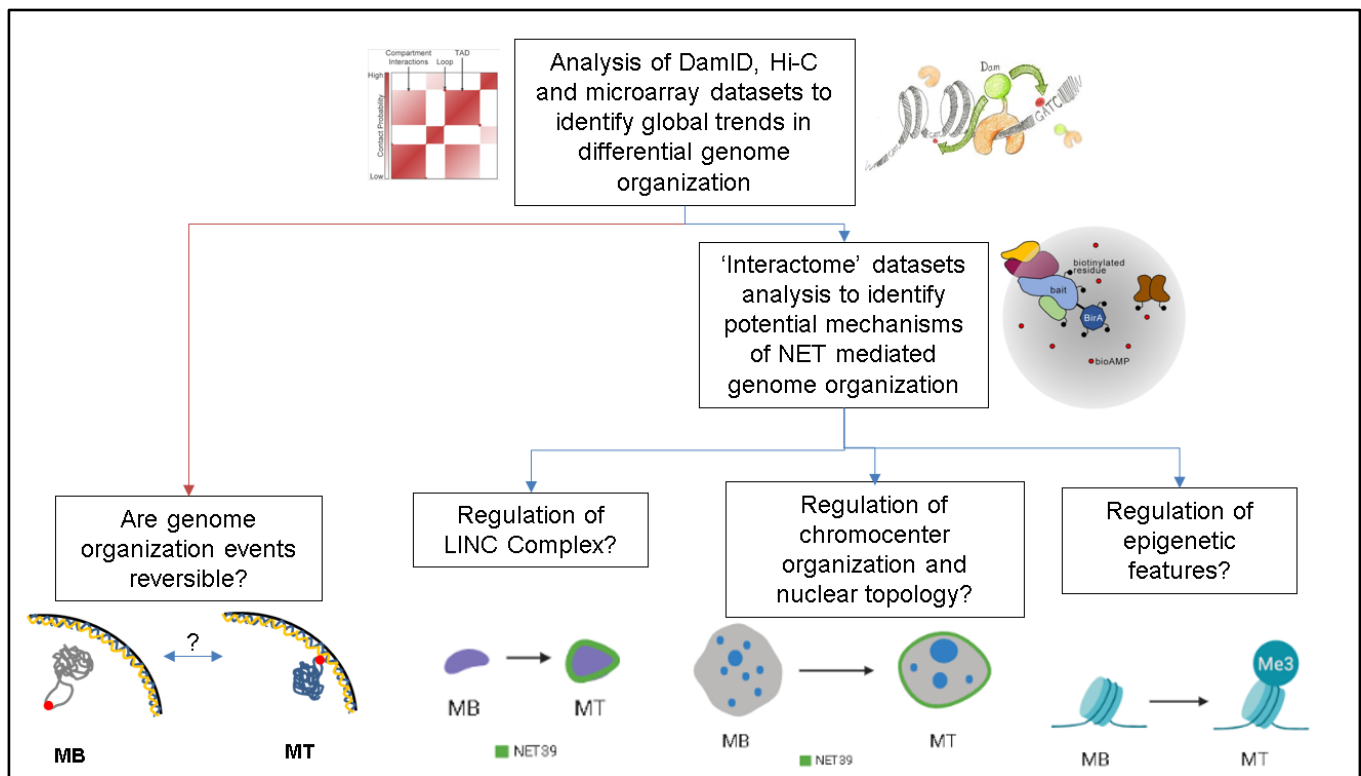 Compartment
Interactions
TAD
Loop
High
Contact Probability
Low
Analysis of DamID, Hi-C
and microarray datasets to
identify global trends in
differential genome
organization
Dam
GATC
'Interactome' datasets
analysis to identify
potential mechanisms
of NET mediated
genome organization
biotinylated
residue
bait
BirA
bioAMP
Are genome
organization events
reversible?
Regulation of
LINC Complex?
Regulation of
chromocenter
organization and
nuclear topology?
Regulation of
epigenetic
features?
?
MB
MT
MB
MT
NET39
MB
MT
NET39
Me3
MB
MT